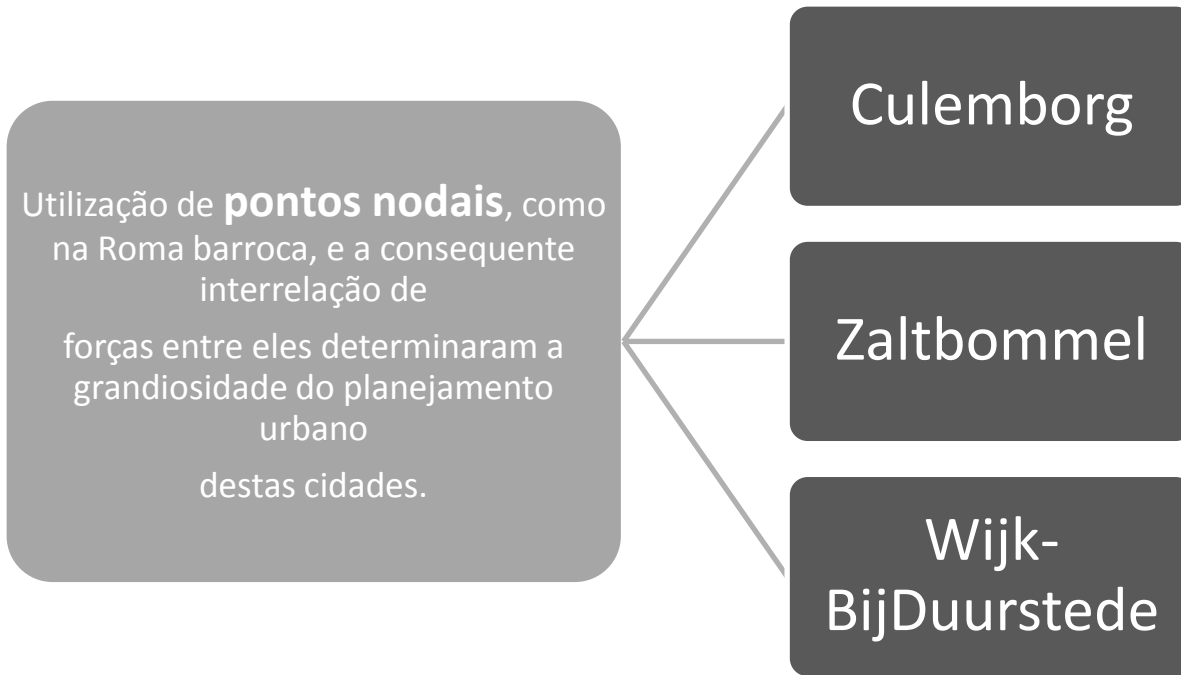 Utilização de pontos nodais, como
na Roma barroca, e a consequente
interrelação de
forças entre eles determinaram a
grandiosidade do planejamento
urbano
destas cidades.
Culemborg
Zaltbommel
Wijk-
BijDuurstede